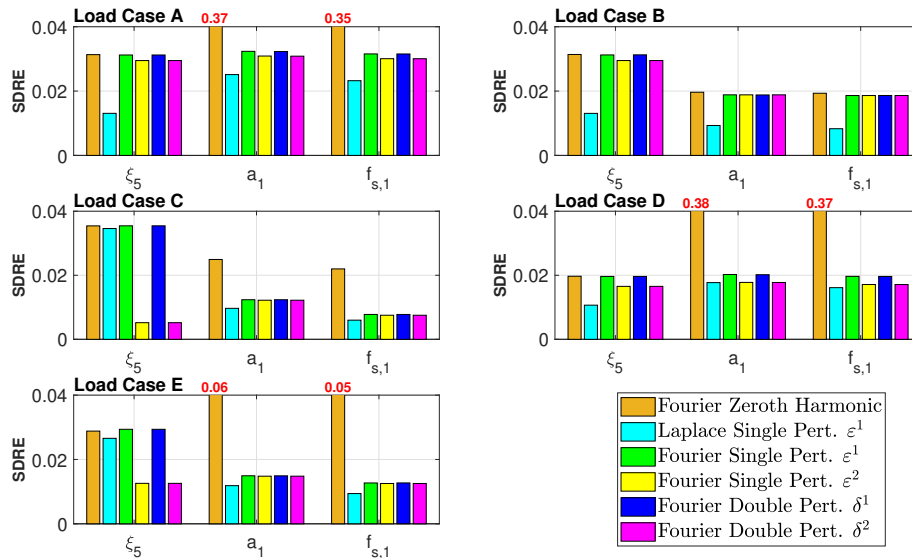 Load Case A
0.37
0.35
SDRE
0.04
0.02
0
ξ5
a1
fs,1
Load Case B
SDRE
0.04
0.02
0
ξ5
a1
fs,1
Load Case C
SDRE
0.04
0.02
0
ξ5
a1
fs,1
Load Case D
0.38
0.37
SDRE
0.04
0.02
0
ξ5
a1
fs,1
Load Case E
0.06
0.05
SDRE
0.04
0.02
0
ξ5
a1
fs,1
Fourier Zeroth Harmonic
Laplace Single Pert. ε¹
Fourier Single Pert. ε¹
Fourier Single Pert. ε²
Fourier Double Pert. δ¹
Fourier Double Pert. δ²